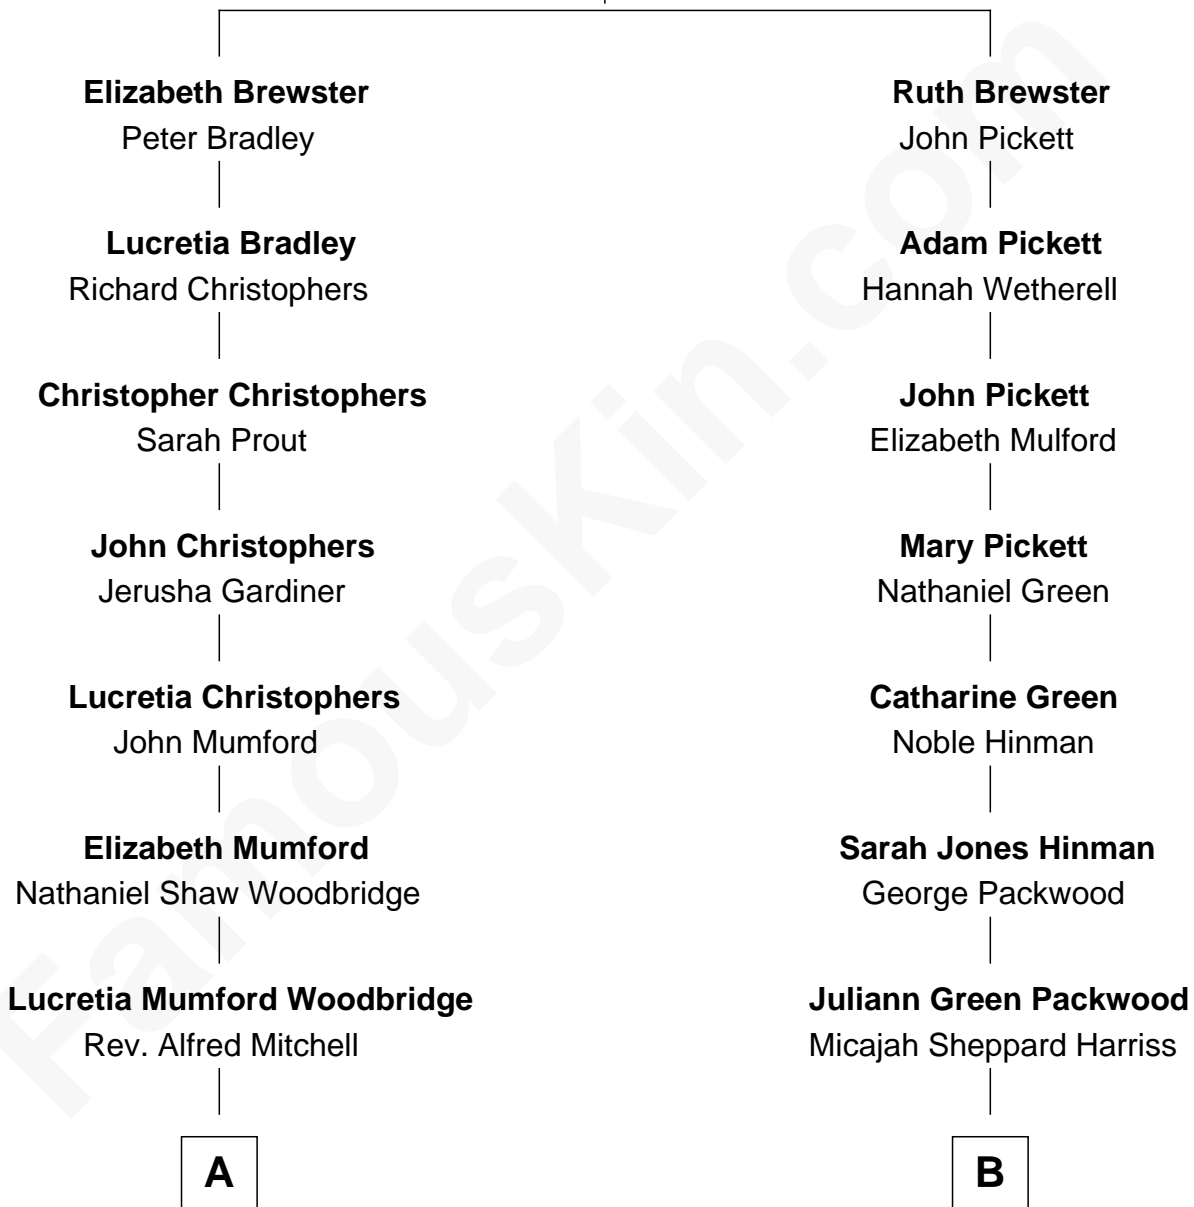 Elizabeth Brewster
Peter Bradley
Lucretia Bradley
Richard Christophers
Christopher Christophers
Sarah Prout
John Christophers
Jerusha Gardiner
Lucretia Christophers
John Mumford
Elizabeth Mumford
Nathaniel Shaw Woodbridge
Lucretia Mumford Woodbridge
Rev. Alfred Mitchell
A
Ruth Brewster
John Pickett
Adam Pickett
Hannah Wetherell
John Pickett
Elizabeth Mulford
Mary Pickett
Nathaniel Green
Catharine Green
Noble Hinman
Sarah Jones Hinman
George Packwood
Juliann Green Packwood
Micajah Sheppard Harriss
B
FamousKin.com